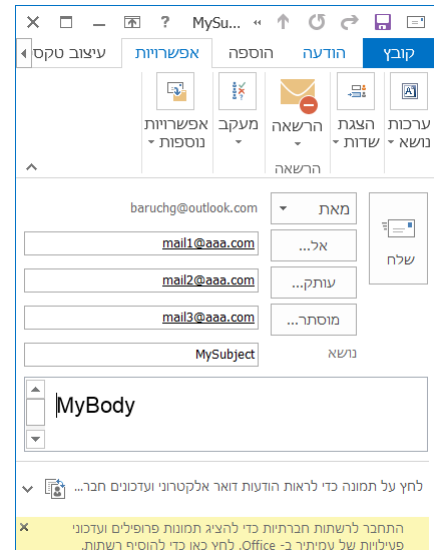 MySu...
קובץ הודעה הוספה אפשרויות עיצוב טקס
ערכות נושא
הצגת שדות
הרשאה
מעקב
אפשרויות נוספות
הרשאה
מאת baruchg@outlook.com
שלח
אל... mail1@aaa.com
עותק... mail2@aaa.com
מוסתר... mail3@aaa.com
נושא MySubject
MyBody
לחץ על תמונה כדי לראות הודעות דואר אלקטרוני ועדכונים חבר...
התחבר לרשתות חברתיות כדי להציג תמונות פרופילים ועדכוני
פעילויות של עמיתיך ב- Office. לחץ כאן כדי להוסיף רשתות.